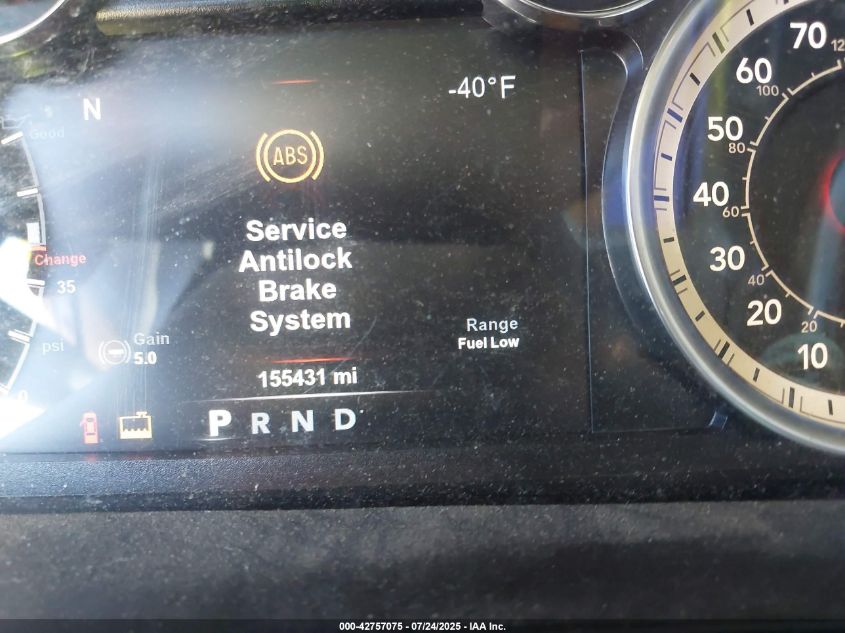 -40°F
N
Good
ABS
Service
Antilock
Brake
System
Change
35
psi
Gain
5.0
Range
Fuel Low
155431 mi
P R N D
70
60
50
40
30
20
10
100
80
60
40
20
000-42757075 - 07/24/2025 - IAA Inc.